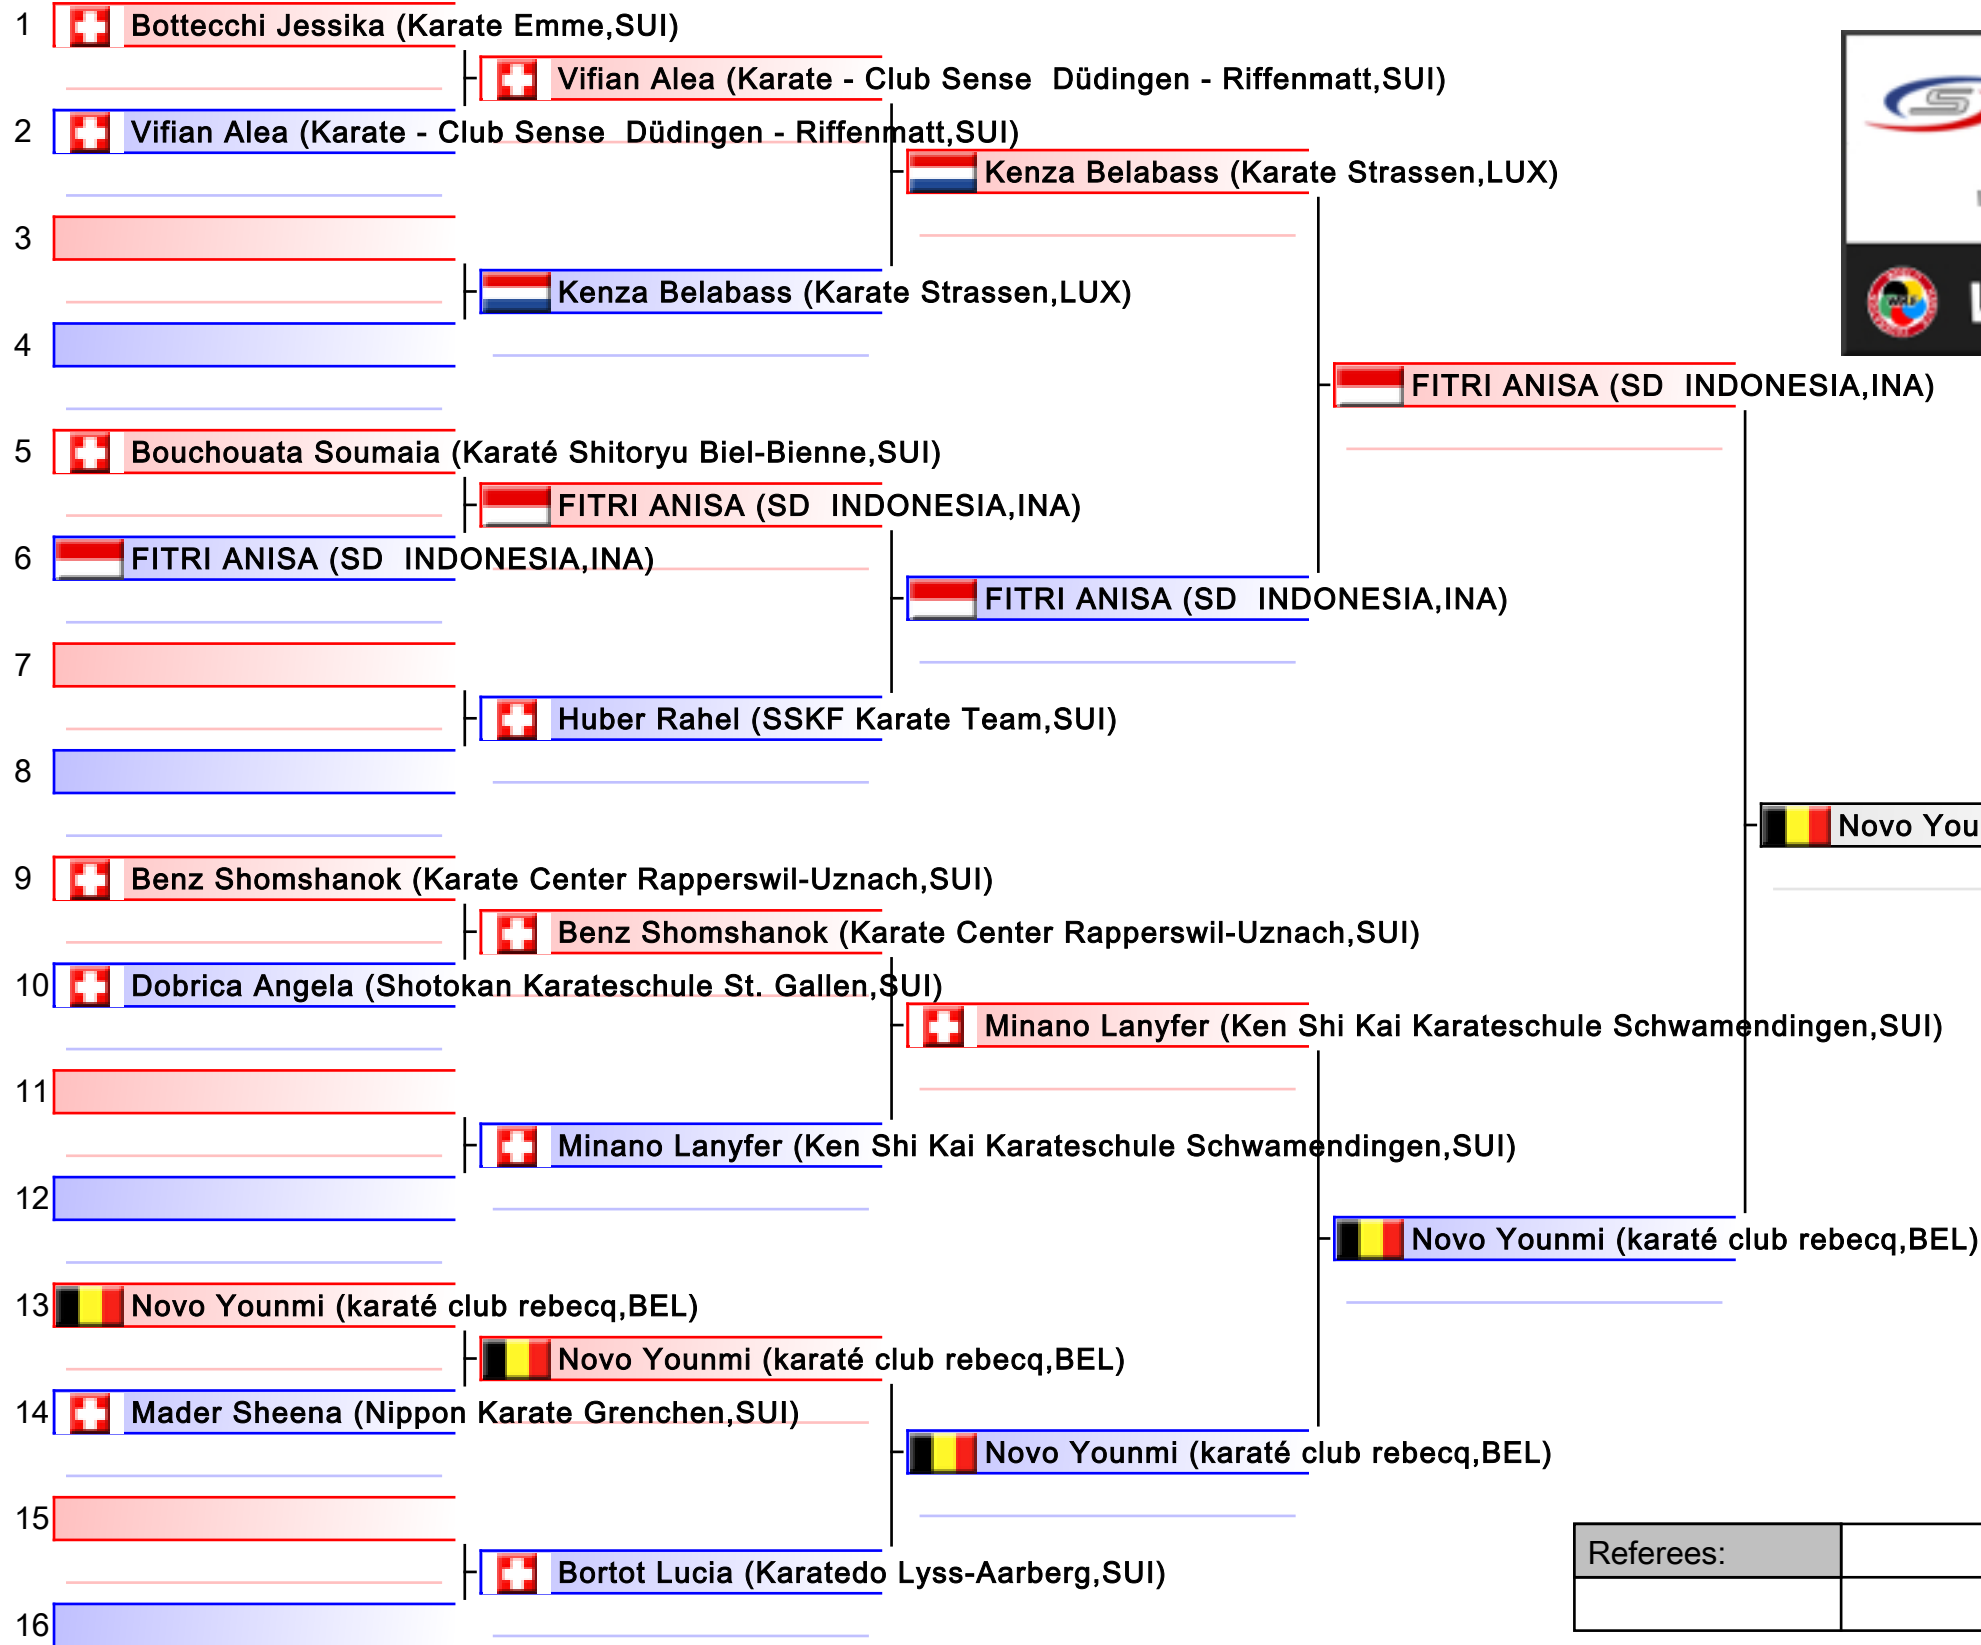 1 Bottecchi Jessika (Karate Emme,SUI)
Vifian Alea (Karate - Club Sense  Düdingen - Riffenmatt,SUI)
2 Vifian Alea (Karate - Club Sense  Düdingen - Riffenmatt,SUI)
Kenza Belabass (Karate Strassen,LUX)
3
Kenza Belabass (Karate Strassen,LUX)
4
FITRI ANISA (SD  INDONESIA,INA)
5 Bouchouata Soumaia (Karaté Shitoryu Biel-Bienne,SUI)
FITRI ANISA (SD  INDONESIA,INA)
6 FITRI ANISA (SD  INDONESIA,INA)
FITRI ANISA (SD  INDONESIA,INA)
7
Huber Rahel (SSKF Karate Team,SUI)
8
Novo You
9 Benz Shomshanok (Karate Center Rapperswil-Uznach,SUI)
Benz Shomshanok (Karate Center Rapperswil-Uznach,SUI)
10 Dobrica Angela (Shotokan Karateschule St. Gallen,SUI)
Minano Lanyfer (Ken Shi Kai Karateschule Schwamendingen,SUI)
11
Minano Lanyfer (Ken Shi Kai Karateschule Schwamendingen,SUI)
12
Novo Younmi (karaté club rebecq,BEL)
13 Novo Younmi (karaté club rebecq,BEL)
Novo Younmi (karaté club rebecq,BEL)
14 Mader Sheena (Nippon Karate Grenchen,SUI)
Novo Younmi (karaté club rebecq,BEL)
15
Referees:
Bortot Lucia (Karatedo Lyss-Aarberg,SUI)
16